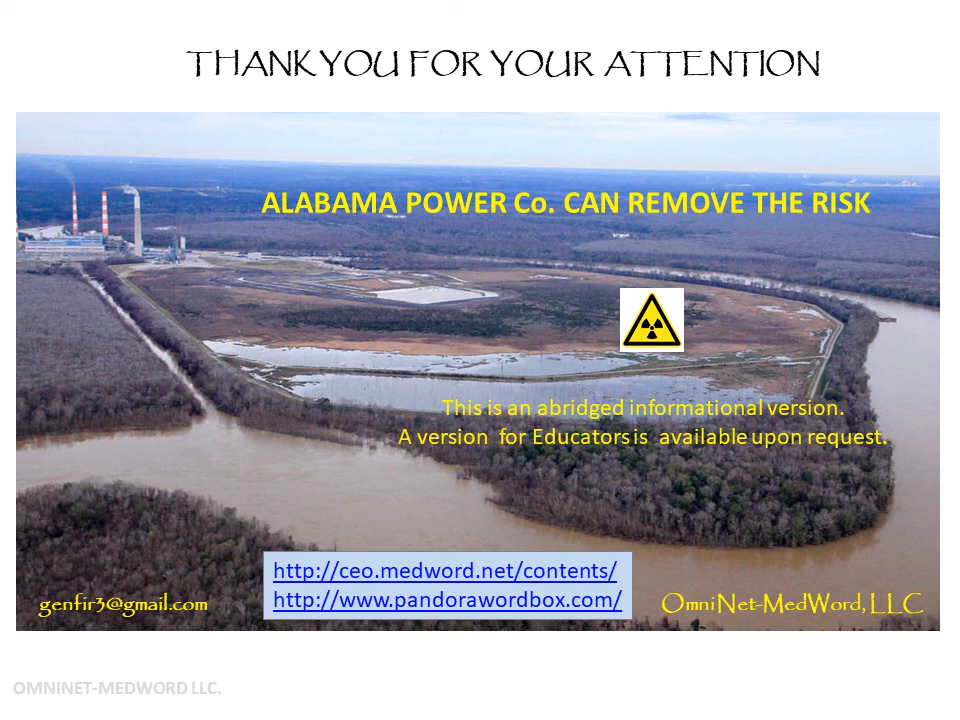 THANK YOU FOR YOUR ATTENTION
ALABAMA POWER Co. CAN REMOVE THE RISK
This is an abridged informational version.
A version for Educators is available upon request.
http://ceo.medword.net/contents/
http://www.pandorawordbox.com/
genfir3@gmail.com
OmniNet-MedWord, LLC
OMNINET-MEDWORD LLC.